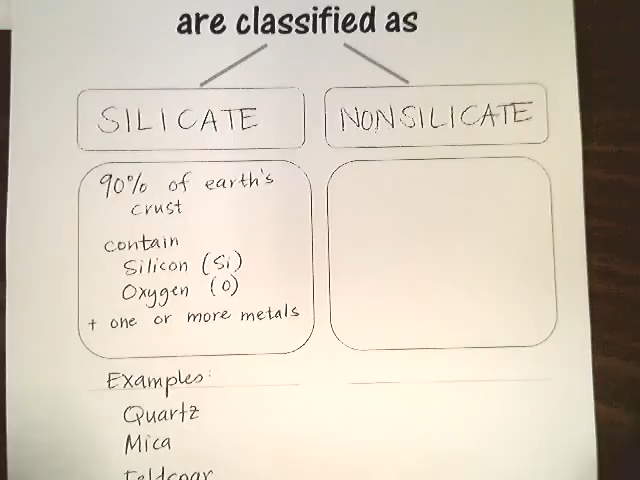 are classified as
SILICATE
NONSILICATE
90% of earth's
crust
contain
Silicon (Si)
Oxygen (O)
+ one or more metals
Examples:
Quartz
Mica
Feldspar